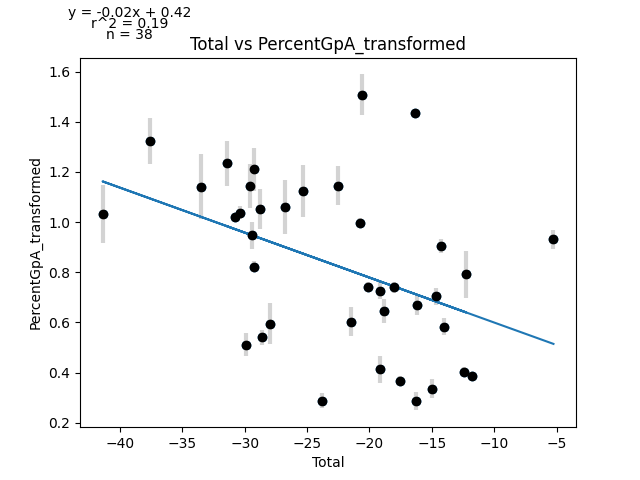 y = -0.02x + 0.42
r^2 = 0.19
n = 38
Total vs PercentGpA_transformed
1.6
1.4
1.2
1.0
0.8
0.6
0.4
0.2
PercentGpA_transformed
−40 −35 −30 −25 −20 −15 −10 −5
Total